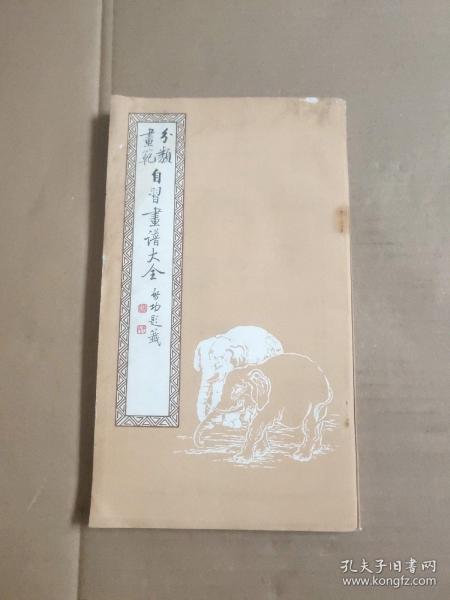 分類
畫範
自習畫譜大全
啓功題籤
孔夫子旧书网
www.kongfz.com